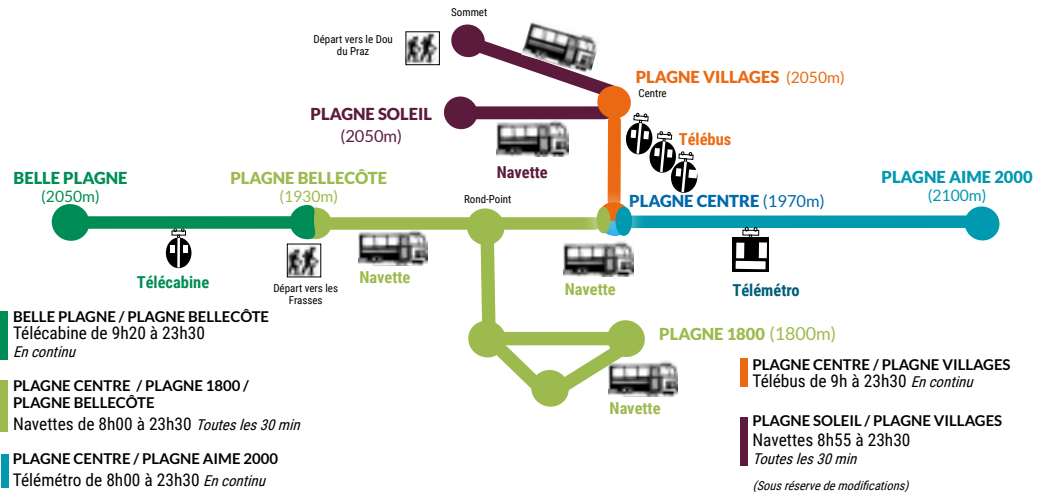 Sommet
Départ vers le Dou
du Praz
PLAGNE VILLAGES (2050m)
Centre
PLAGNE SOLEIL
(2050m)
Télébus
Navette
BELLE PLAGNE
(2050m)
PLAGNE BELLECÔTE
(1930m)
Rond-Point
PLAGNE CENTRE (1970m)
PLAGNE AIME 2000
(2100m)
Télécabine
Départ vers les
Frasses
Navette
Navette
Télémétro
BELLE PLAGNE / PLAGNE BELLECÔTE
Télécabine de 9h20 à 23h30
En continu
PLAGNE 1800 (1800m)
Navette
PLAGNE CENTRE / PLAGNE 1800 /
PLAGNE BELLECÔTE
Navettes de 8h00 à 23h30 Toutes les 30 min
PLAGNE CENTRE / PLAGNE AIME 2000
Télémétro de 8h00 à 23h30 En continu
PLAGNE CENTRE / PLAGNE VILLAGES
Télébus de 9h à 23h30 En continu
PLAGNE SOLEIL / PLAGNE VILLAGES
Navettes 8h55 à 23h30
Toutes les 30 min
(Sous réserve de modifications)